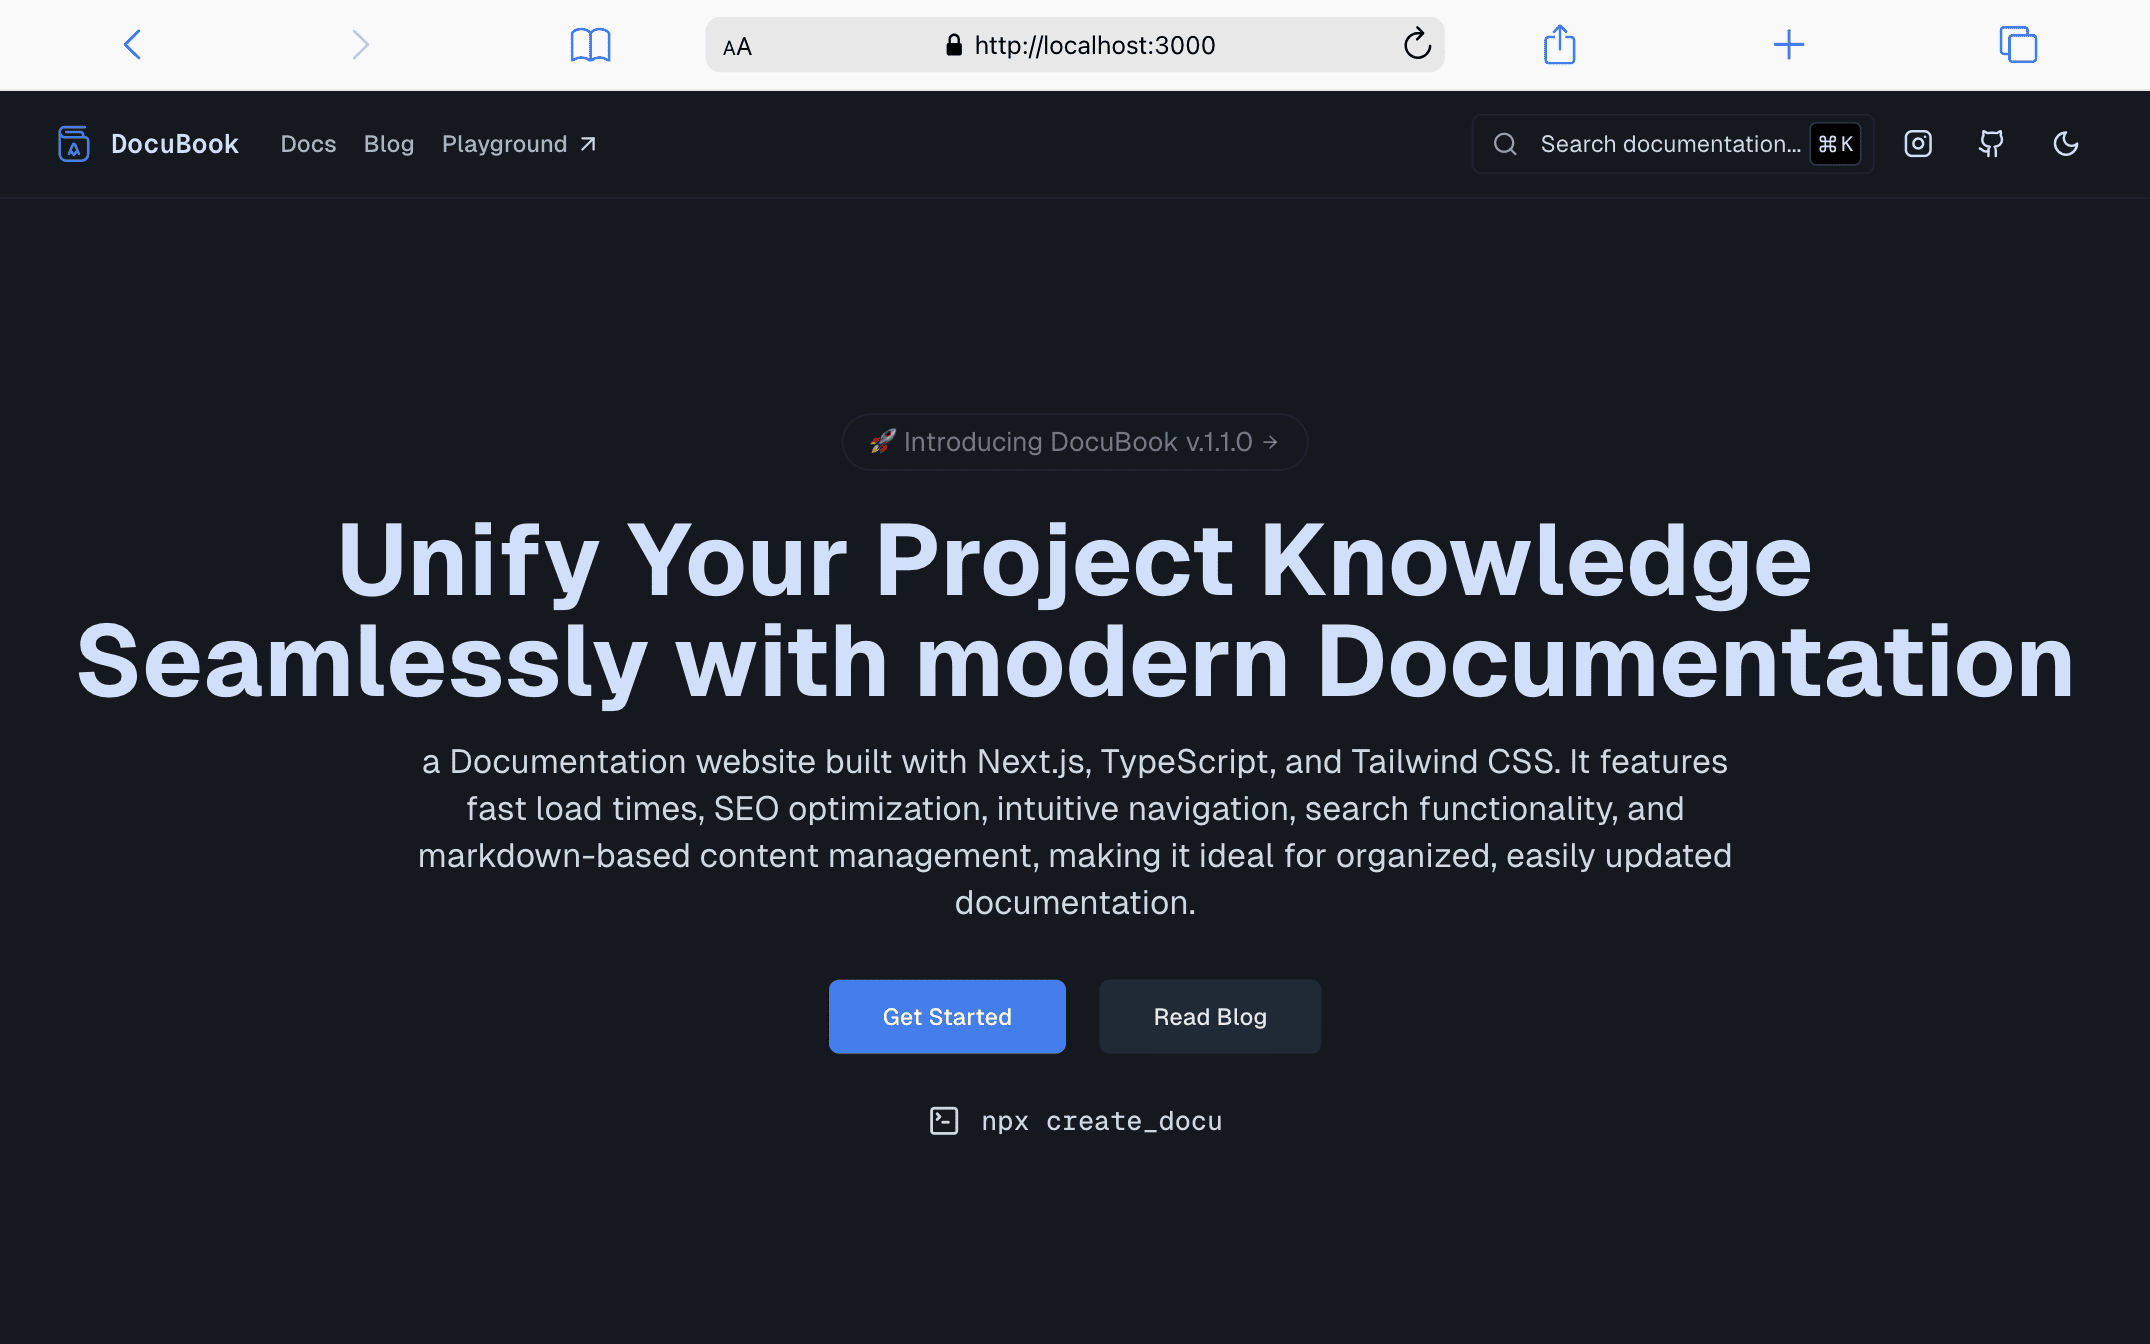 AA
http://localhost:3000
DocuBook
Docs
Blog
Playground
Search documentation...
⌘K
🚀 Introducing DocuBook v.1.1.0 →
Unify Your Project Knowledge
Seamlessly with modern Documentation
a Documentation website built with Next.js, TypeScript, and Tailwind CSS. It features
fast load times, SEO optimization, intuitive navigation, search functionality, and
markdown-based content management, making it ideal for organized, easily updated
documentation.
Get Started
Read Blog
npx create_docu